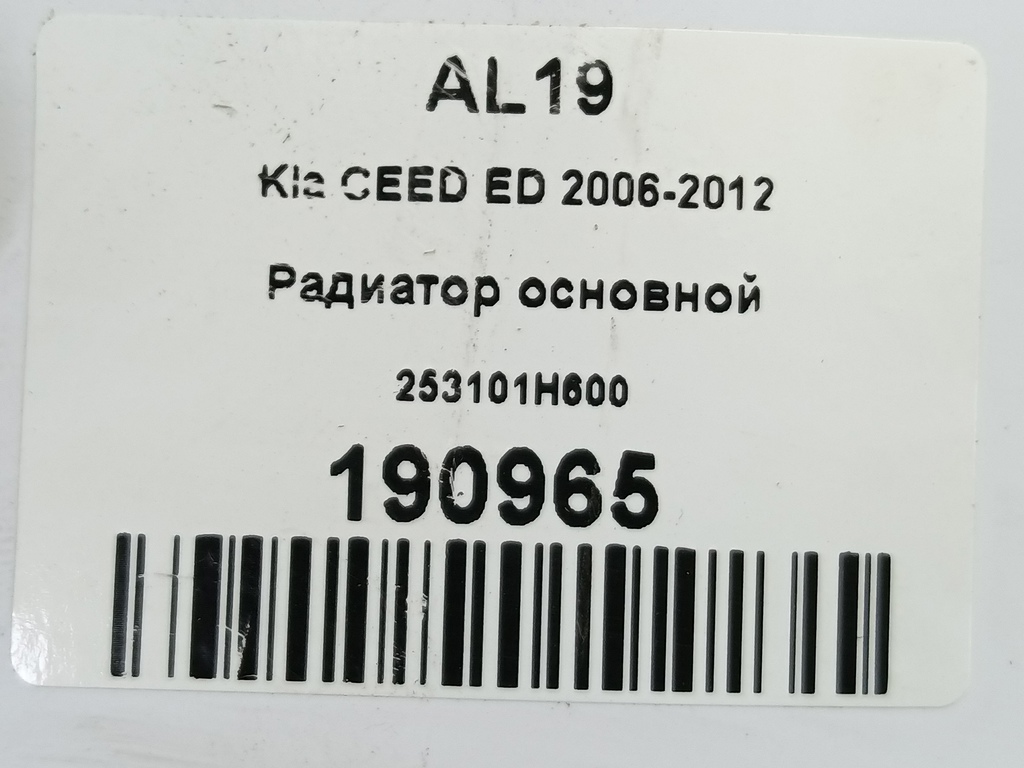 AL19
Kia CEED ED 2006-2012
Радиатор основной
253101H600
190965